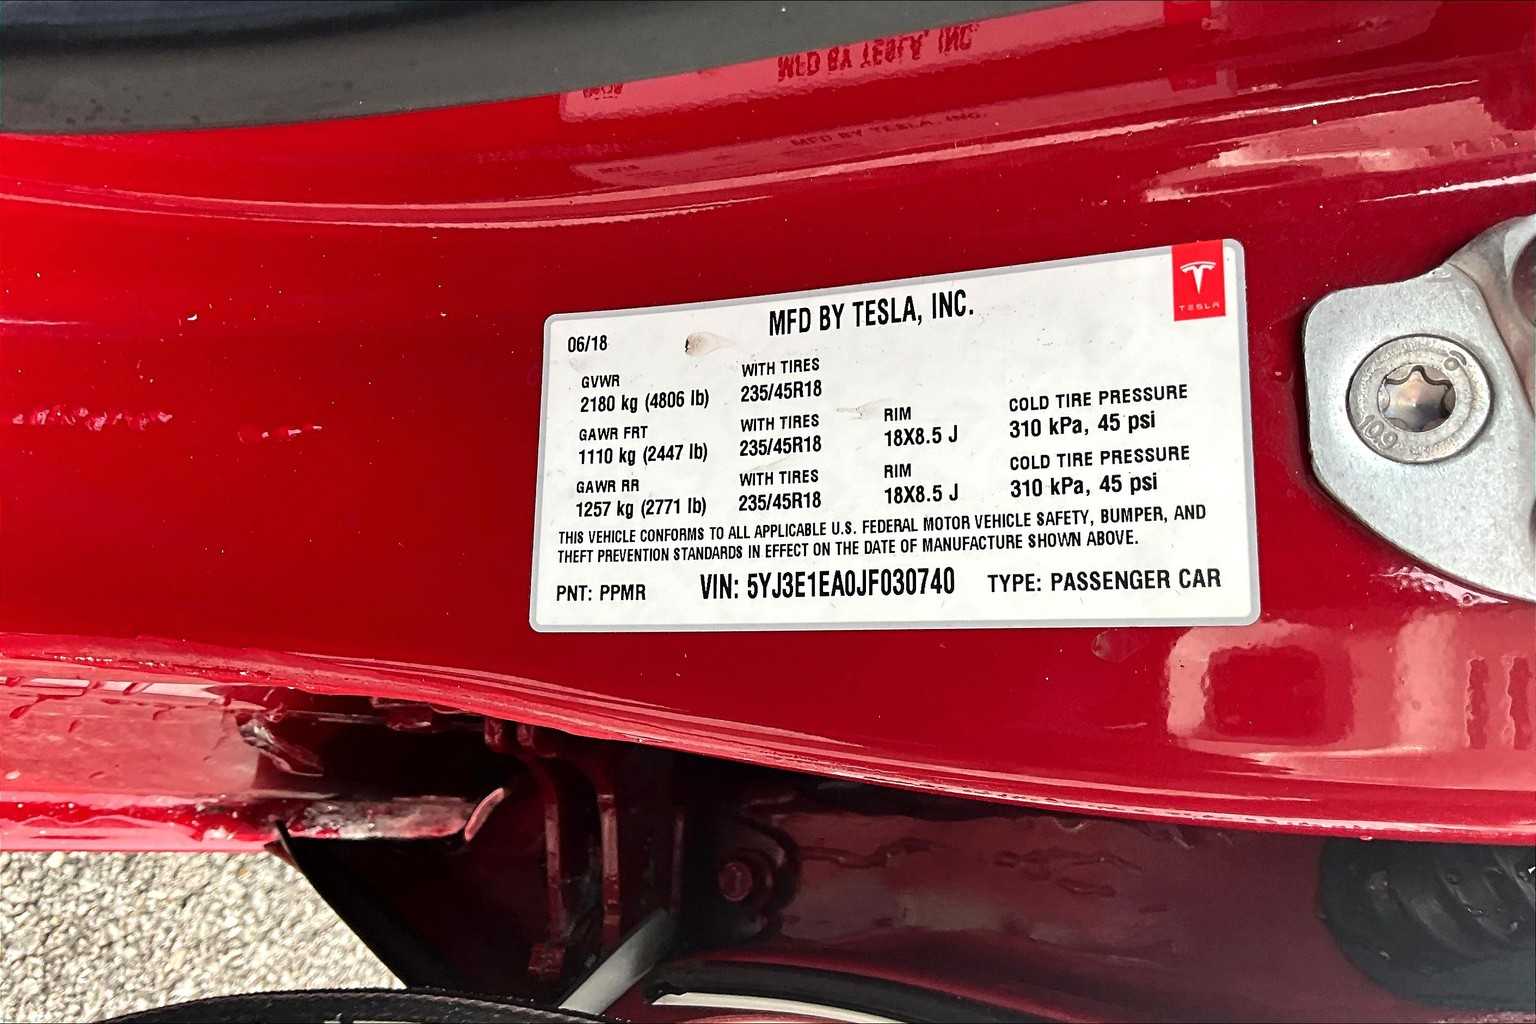 MFD BY TESLA, INC.
TESLA
06/18
GVWR
2180 kg (4806 lb)
WITH TIRES
235/45R18
GAWR FRT
1110 kg (2447 lb)
WITH TIRES
235/45R18
RIM
18X8.5 J
COLD TIRE PRESSURE
310 kPa, 45 psi
GAWR RR
1257 kg (2771 lb)
WITH TIRES
235/45R18
RIM
18X8.5 J
COLD TIRE PRESSURE
310 kPa, 45 psi
THIS VEHICLE CONFORMS TO ALL APPLICABLE U.S. FEDERAL MOTOR VEHICLE SAFETY, BUMPER, AND
THEFT PREVENTION STANDARDS IN EFFECT ON THE DATE OF MANUFACTURE SHOWN ABOVE.
PNT: PPMR
VIN: 5YJ3E1EA0JF030740
TYPE: PASSENGER CAR
10.9